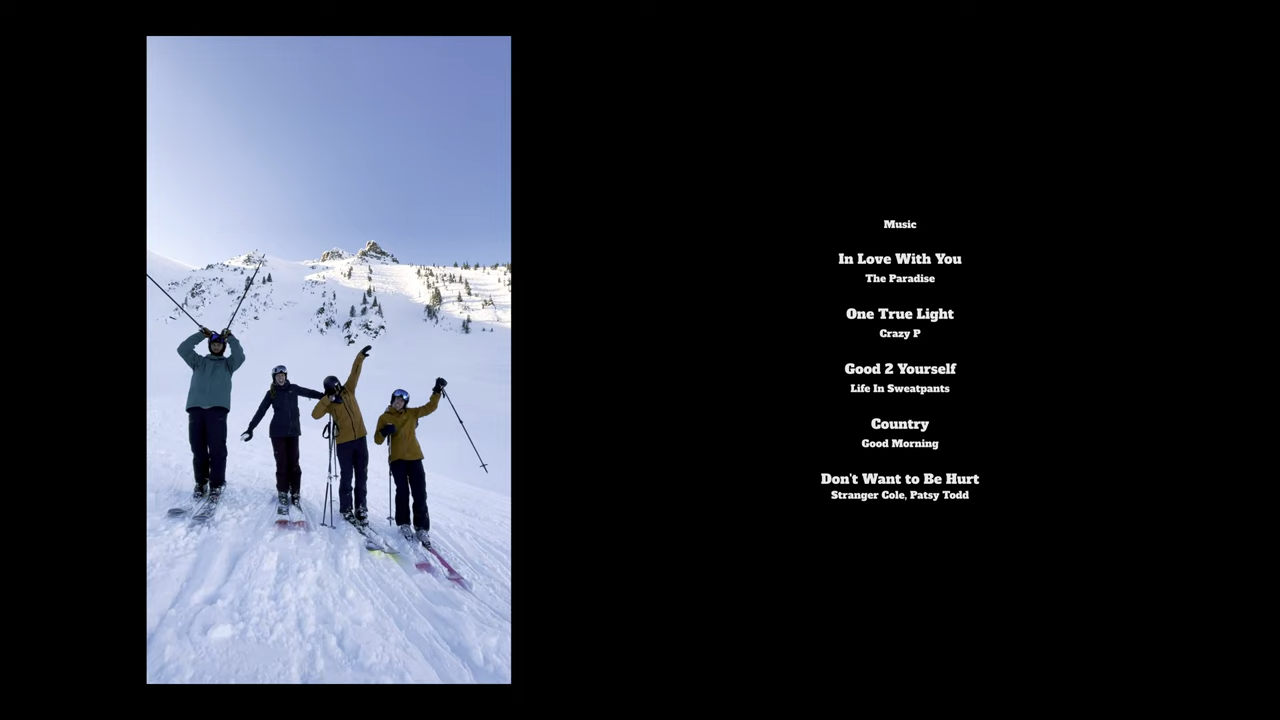 Music
In Love With You
The Paradise
One True Light
Crazy P
Good 2 Yourself
Life In Sweatpants
Country
Good Morning
Don't Want to Be Hurt
Stranger Cole, Patsy Todd